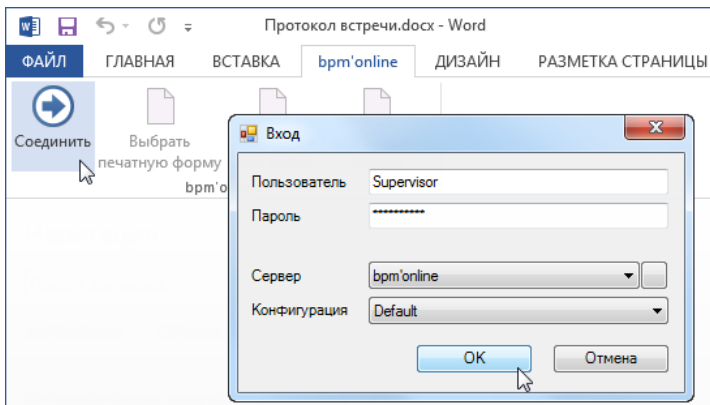 Протокол встречи.docx - Word
ФАЙЛ ГЛАВНАЯ ВСТАВКА bpm'online ДИЗАЙН РАЗМЕТКА СТРАНИЦЫ
Соединить
Выбрать
печатную форму
bpm'o
Вход
Пользователь Supervisor
Пароль **********
Сервер bpm'online
Конфигурация Default
OK Отмена